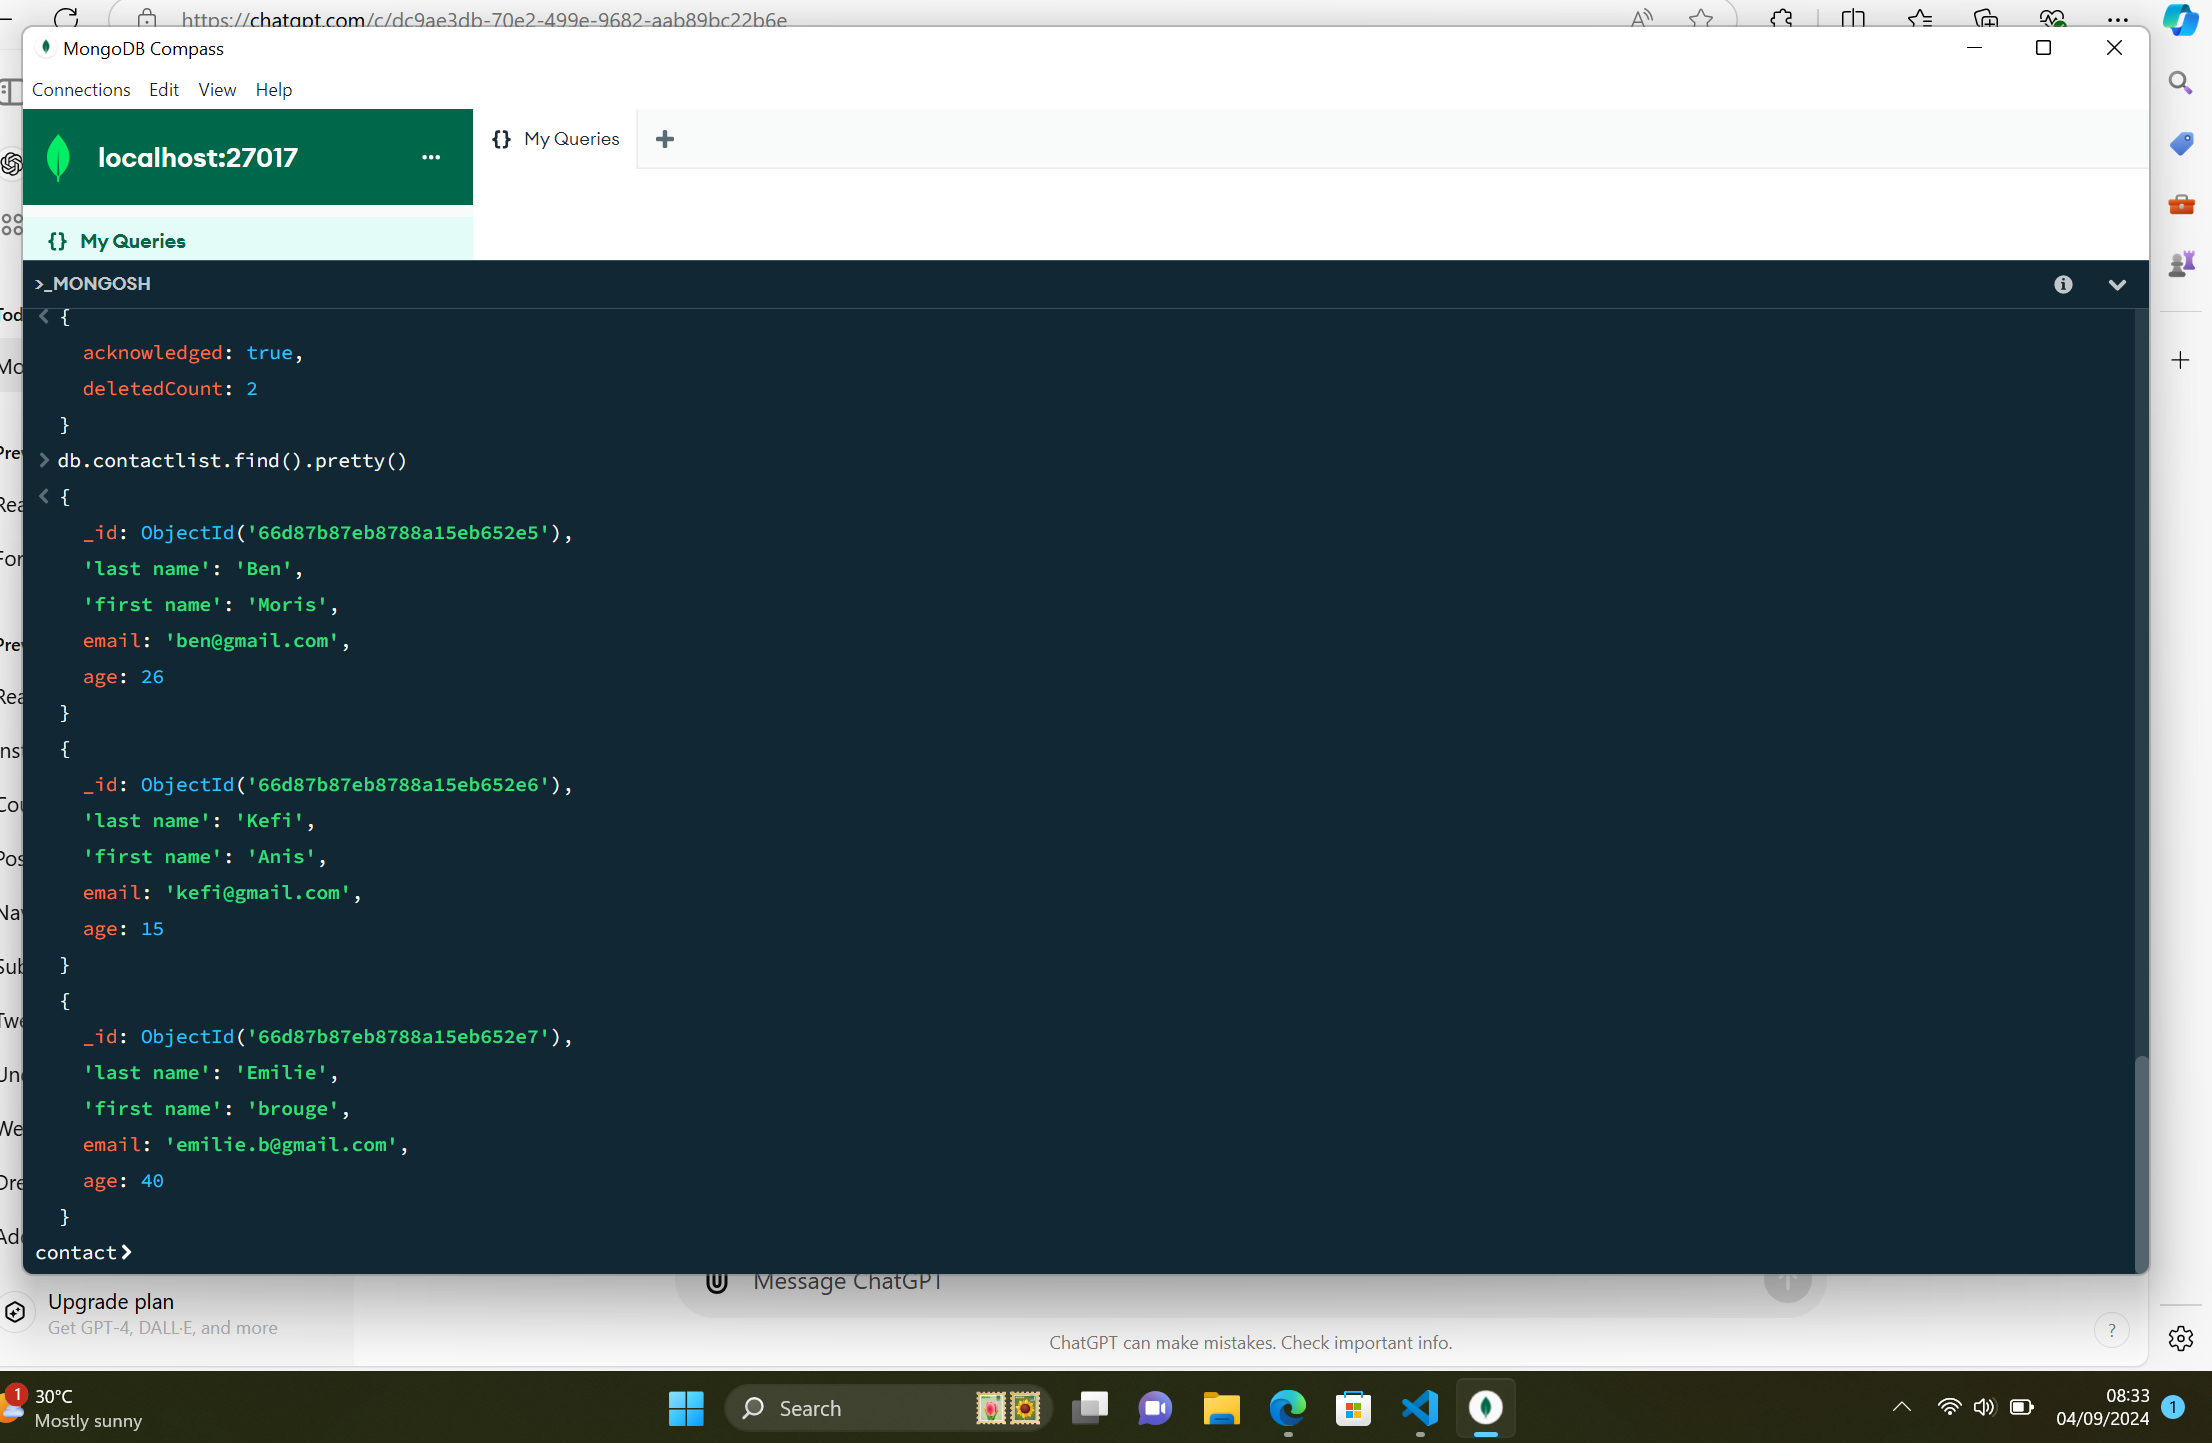 https://chatgpt.com/c/dc9ae3db-70e2-499e-9682-aab89bc22b6e
MongoDB Compass
Connections Edit View Help
localhost:27017 ...
{} My Queries +
{} My Queries
>_MONGOSH
< {
acknowledged: true,
deletedCount: 2
}
> db.contactlist.find().pretty()
< {
_id: ObjectId('66d87b87eb8788a15eb652e5'),
'last name': 'Ben',
'first name': 'Moris',
email: 'ben@gmail.com',
age: 26
}
{
_id: ObjectId('66d87b87eb8788a15eb652e6'),
'last name': 'Kefi',
'first name': 'Anis',
email: 'kefi@gmail.com',
age: 15
}
{
_id: ObjectId('66d87b87eb8788a15eb652e7'),
'last name': 'Emilie',
'first name': 'brouge',
email: 'emilie.b@gmail.com',
age: 40
}
contact>
Message ChatGPT
Upgrade plan
Get GPT-4, DALL·E, and more
ChatGPT can make mistakes. Check important info.
?
1
30°C
Mostly sunny
Search
08:33
04/09/2024
1